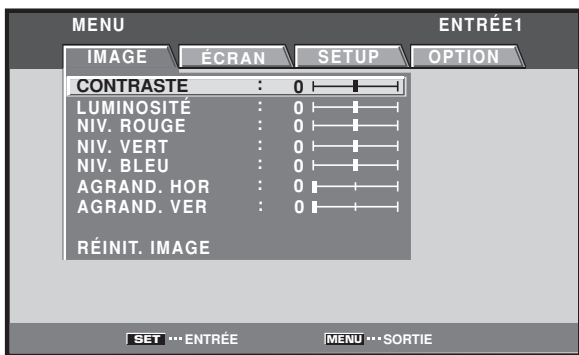 MENU ENTRÉE1
IMAGE ÉCRAN SETUP OPTION
CONTRASTE : 0
LUMINOSITÉ : 0
NIV. ROUGE : 0
NIV. VERT : 0
NIV. BLEU : 0
AGRAND. HOR : 0
AGRAND. VER : 0
RÉINIT. IMAGE
SET ··· ENTRÉE MENU ··· SORTIE